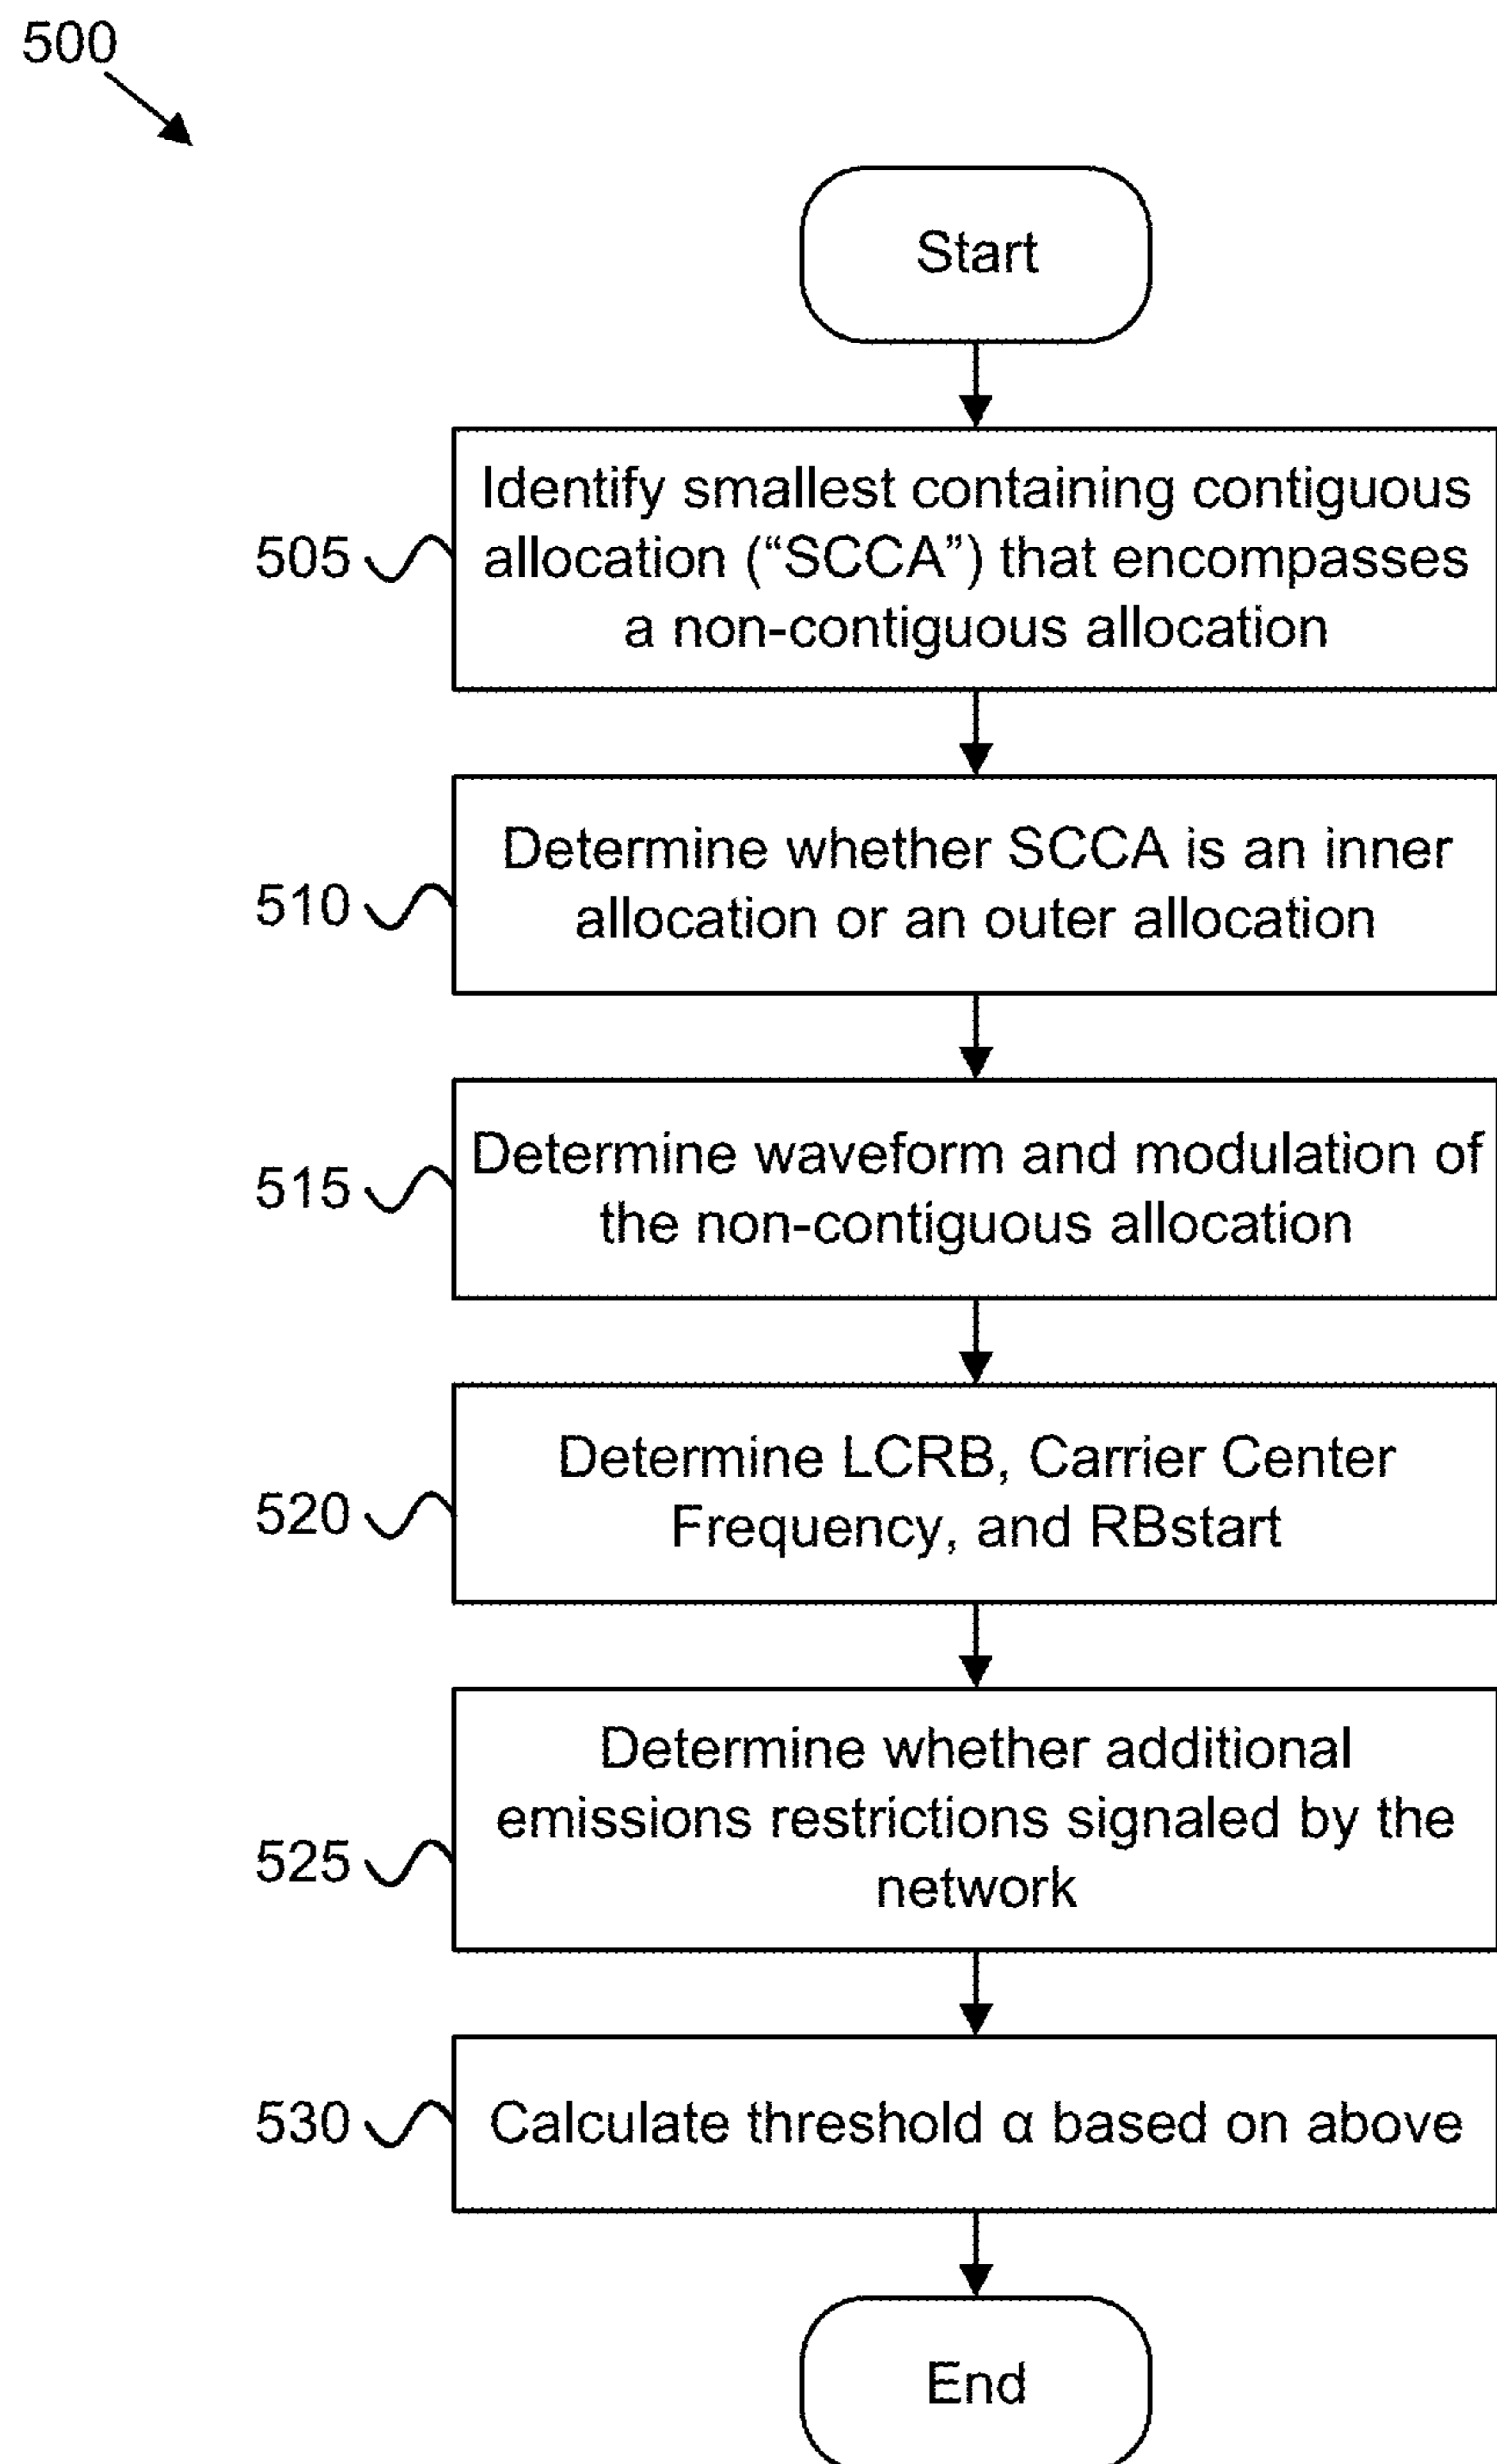 500
Start
505
Identify smallest containing contiguous
allocation (“SCCA”) that encompasses
a non-contiguous allocation
510
Determine whether SCCA is an inner
allocation or an outer allocation
515
Determine waveform and modulation of
the non-contiguous allocation
520
Determine LCRB, Carrier Center
Frequency, and RBstart
525
Determine whether additional
emissions restrictions signaled by the
network
530
Calculate threshold α based on above
End